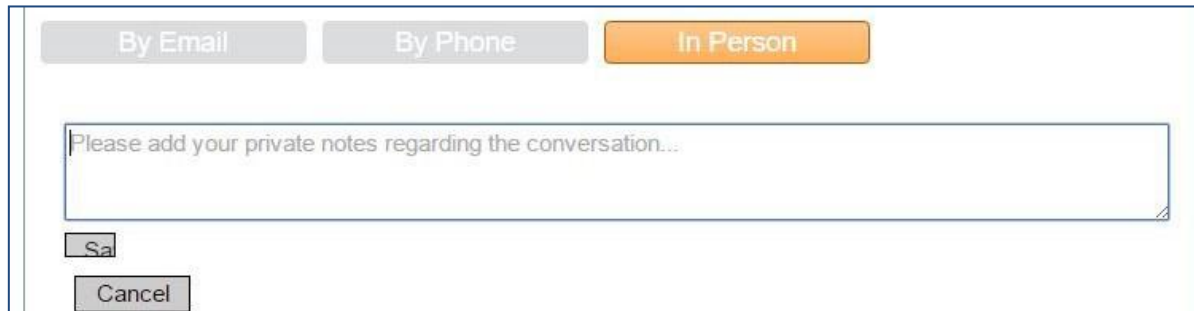 By Email By Phone In Person
Please add your private notes regarding the conversation...
Sa
Cancel